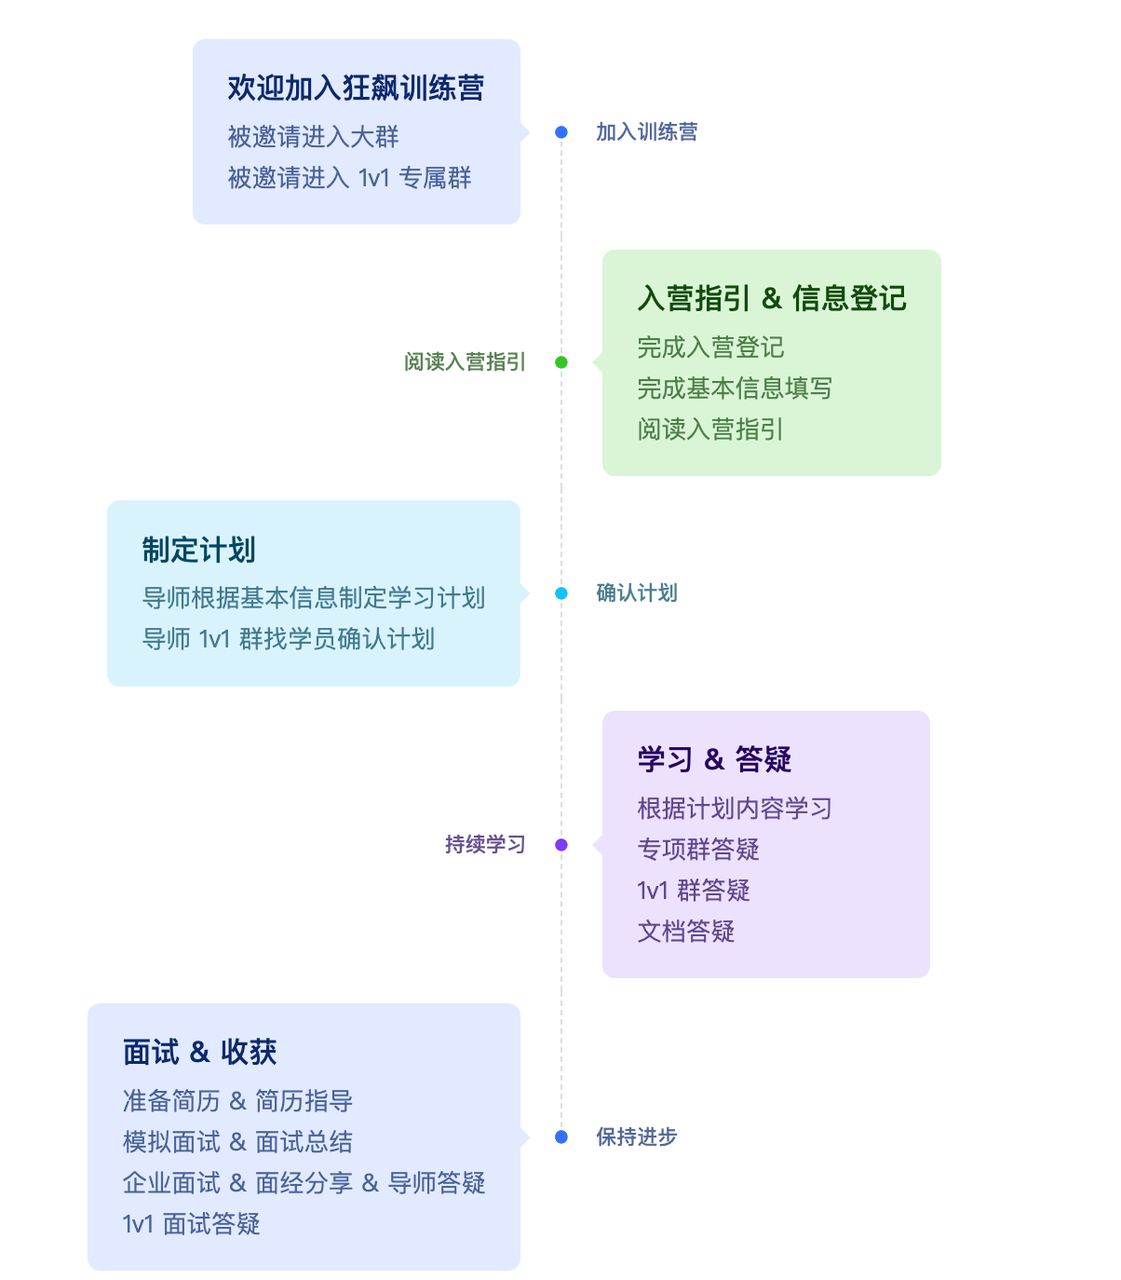 欢迎加入狂飙训练营
被邀请进入大群
被邀请进入 1v1 专属群
加入训练营
入营指引 & 信息登记
完成入营登记
完成基本信息填写
阅读入营指引
阅读入营指引
制定计划
导师根据基本信息制定学习计划
导师 1v1 群找学员确认计划
确认计划
学习 & 答疑
根据计划内容学习
专项群答疑
1v1 群答疑
文档答疑
持续学习
面试 & 收获
准备简历 & 简历指导
模拟面试 & 面试总结
企业面试 & 面经分享 & 导师答疑
1v1 面试答疑
保持进步